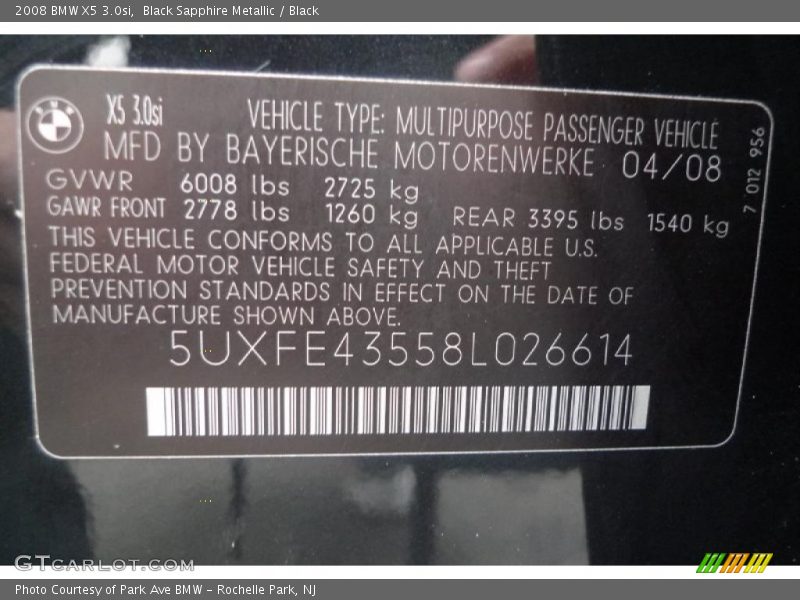 2008 BMW X5 3.0si,  Black Sapphire Metallic / Black
X5 3.0si
VEHICLE TYPE: MULTIPURPOSE PASSENGER VEHICLE
MFD BY BAYERISCHE MOTORENWERKE 04/08
GVWR 6008 lbs 2725 kg
GAWR FRONT 2778 lbs 1260 kg REAR 3395 lbs 1540 kg
THIS VEHICLE CONFORMS TO ALL APPLICABLE U.S.
FEDERAL MOTOR VEHICLE SAFETY AND THEFT
PREVENTION STANDARDS IN EFFECT ON THE DATE OF
MANUFACTURE SHOWN ABOVE.
5UXFE43558L026614
7 012 956
GTCARLOT.COM
Photo Courtesy of Park Ave BMW - Rochelle Park, NJ